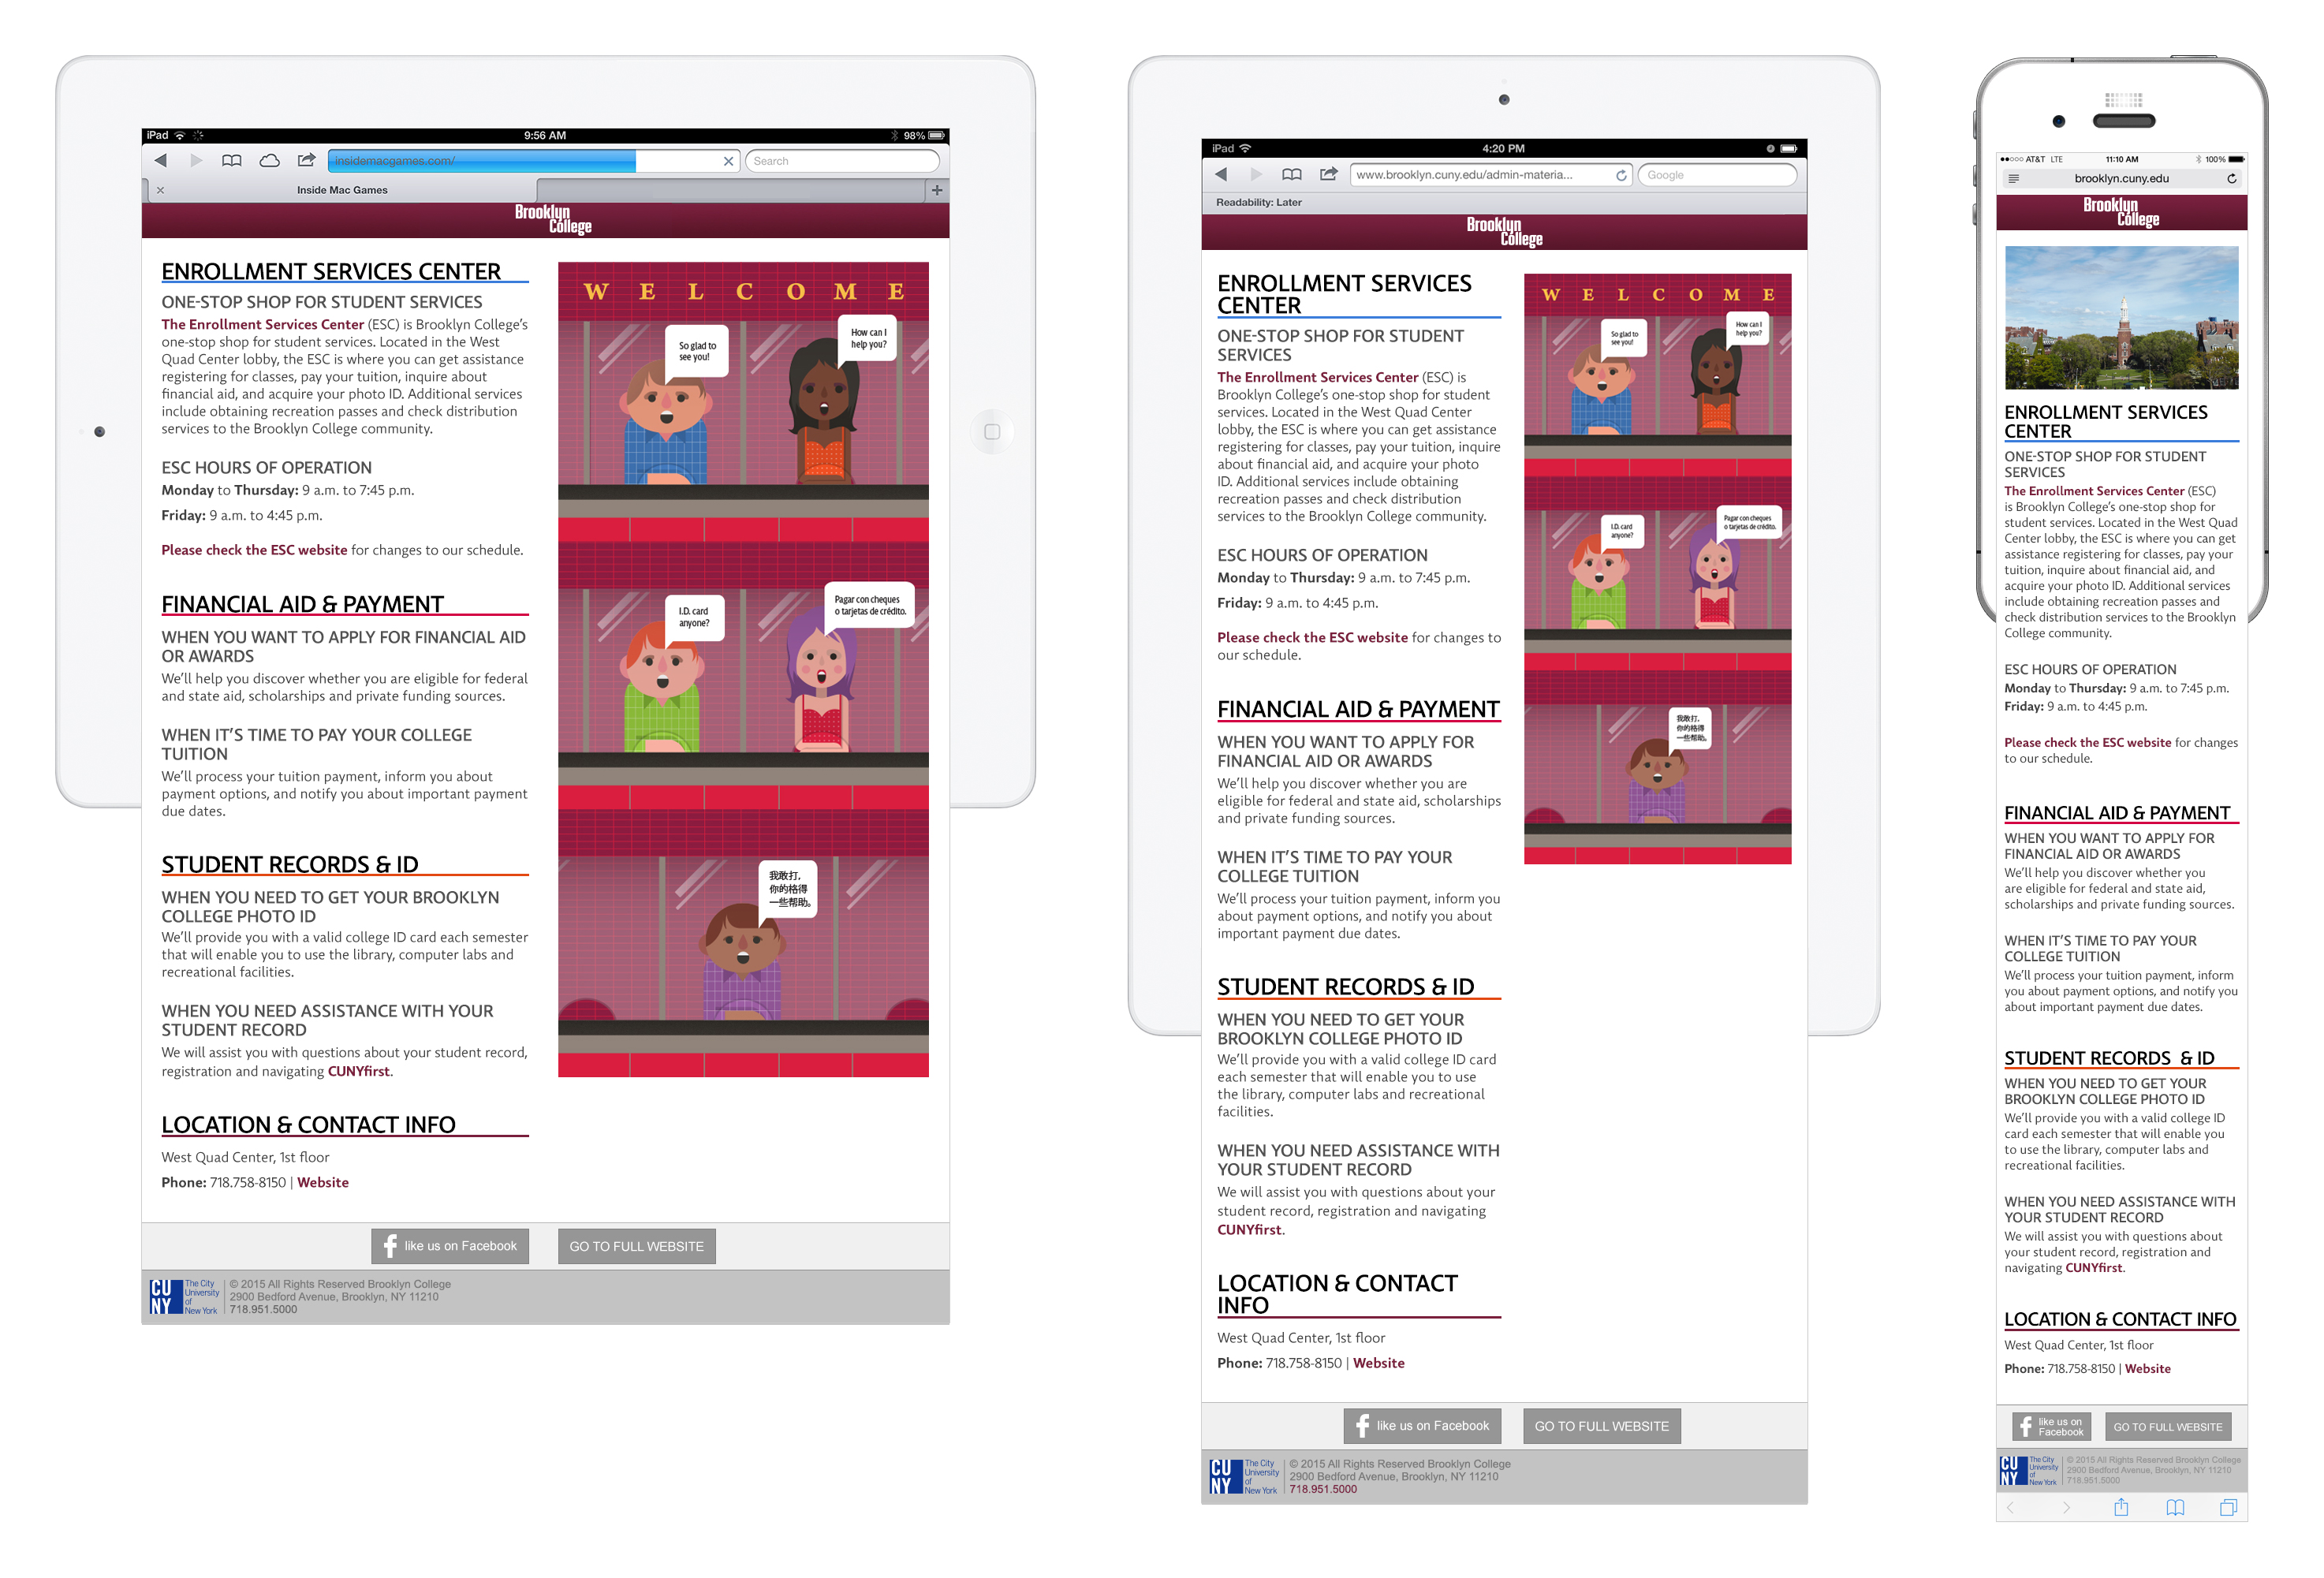 iPad
9:56 AM
98%
insidemacgames.com/
Search
Inside Mac Games
Brooklyn
College
ENROLLMENT SERVICES CENTER
ONE-STOP SHOP FOR STUDENT SERVICES
The Enrollment Services Center (ESC) is Brooklyn College's
one-stop shop for student services. Located in the West
Quad Center lobby, the ESC is where you can get assistance
registering for classes, pay your tuition, inquire about
financial aid, and acquire your photo ID. Additional services
include obtaining recreation passes and check distribution
services to the Brooklyn College community.
ESC HOURS OF OPERATION
Monday to Thursday: 9 a.m. to 7:45 p.m.
Friday: 9 a.m. to 4:45 p.m.
Please check the ESC website for changes to our schedule.
FINANCIAL AID & PAYMENT
WHEN YOU WANT TO APPLY FOR FINANCIAL AID
OR AWARDS
We'll help you discover whether you are eligible for federal
and state aid, scholarships and private funding sources.
WHEN IT'S TIME TO PAY YOUR COLLEGE
TUITION
We'll process your tuition payment, inform you about
payment options, and notify you about important payment
due dates.
STUDENT RECORDS & ID
WHEN YOU NEED TO GET YOUR BROOKLYN
COLLEGE PHOTO ID
We'll provide you with a valid college ID card each semester
that will enable you to use the library, computer labs and
recreational facilities.
WHEN YOU NEED ASSISTANCE WITH YOUR
STUDENT RECORD
We will assist you with questions about your student record,
registration and navigating CUNYfirst.
LOCATION & CONTACT INFO
West Quad Center, 1st floor
Phone: 718.758-8150 | Website
WELCOME
So glad to
see you!
How can I
help you?
I.D. card
anyone?
Pagar con cheques
o tarjetas de crédito.
我敢打,
你的格得
一些帮助。
like us on Facebook
GO TO FULL WEBSITE
CU
NY
The City
University
of
New York
© 2015 All Rights Reserved Brooklyn College
2900 Bedford Avenue, Brooklyn, NY 11210
718.951.5000
iPad
4:20 PM
www.brooklyn.cuny.edu/admin-materia...
Google
Readability: Later
Brooklyn
College
ENROLLMENT SERVICES
CENTER
ONE-STOP SHOP FOR STUDENT
SERVICES
The Enrollment Services Center (ESC) is
Brooklyn College's one-stop shop for student
services. Located in the West Quad Center
lobby, the ESC is where you can get assistance
registering for classes, pay your tuition, inquire
about financial aid, and acquire your photo
ID. Additional services include obtaining
recreation passes and check distribution
services to the Brooklyn College community.
ESC HOURS OF OPERATION
Monday to Thursday: 9 a.m. to 7:45 p.m.
Friday: 9 a.m. to 4:45 p.m.
Please check the ESC website for changes to
our schedule.
FINANCIAL AID & PAYMENT
WHEN YOU WANT TO APPLY FOR
FINANCIAL AID OR AWARDS
We'll help you discover whether you are
eligible for federal and state aid, scholarships
and private funding sources.
WHEN IT'S TIME TO PAY YOUR
COLLEGE TUITION
We'll process your tuition payment, inform you
about payment options, and notify you about
important payment due dates.
STUDENT RECORDS & ID
WHEN YOU NEED TO GET YOUR
BROOKLYN COLLEGE PHOTO ID
We'll provide you with a valid college ID card
each semester that will enable you to use
the library, computer labs and recreational
facilities.
WHEN YOU NEED ASSISTANCE WITH
YOUR STUDENT RECORD
We will assist you with questions about your
student record, registration and navigating
CUNYfirst.
LOCATION & CONTACT
INFO
West Quad Center, 1st floor
Phone: 718.758-8150 | Website
WELCOME
So glad to
see you!
How can I
help you?
I.D. card
anyone?
Pagar con cheques
o tarjetas de crédito.
我敢打,
你的格得
一些帮助。
like us on Facebook
GO TO FULL WEBSITE
CU
NY
The City
University
of
New York
© 2015 All Rights Reserved Brooklyn College
2900 Bedford Avenue, Brooklyn, NY 11210
718.951.5000
AT&T LTE
11:10 AM
100%
brooklyn.cuny.edu
Brooklyn
College
ENROLLMENT SERVICES
CENTER
ONE-STOP SHOP FOR STUDENT
SERVICES
The Enrollment Services Center (ESC)
is Brooklyn College's one-stop shop for
student services. Located in the West Quad
Center lobby, the ESC is where you can get
assistance registering for classes, pay your
tuition, inquire about financial aid, and
acquire your photo ID. Additional services
include obtaining recreation passes and
check distribution services to the Brooklyn
College community.
ESC HOURS OF OPERATION
Monday to Thursday: 9 a.m. to 7:45 p.m.
Friday: 9 a.m. to 4:45 p.m.
Please check the ESC website for changes
to our schedule.
FINANCIAL AID & PAYMENT
WHEN YOU WANT TO APPLY FOR
FINANCIAL AID OR AWARDS
We'll help you discover whether you
are eligible for federal and state aid,
scholarships and private funding sources.
WHEN IT'S TIME TO PAY YOUR
COLLEGE TUITION
We'll process your tuition payment, inform
you about payment options, and notify you
about important payment due dates.
STUDENT RECORDS & ID
WHEN YOU NEED TO GET YOUR
BROOKLYN COLLEGE PHOTO ID
We'll provide you with a valid college ID
card each semester that will enable you
to use the library, computer labs and
recreational facilities.
WHEN YOU NEED ASSISTANCE WITH
YOUR STUDENT RECORD
We will assist you with questions about
your student record, registration and
navigating CUNYfirst.
LOCATION & CONTACT INFO
West Quad Center, 1st floor
Phone: 718.758-8150 | Website
like us on
Facebook
GO TO FULL WEBSITE
CU
NY
The City
University
of
New York
© 2015 All Rights Reserved Brooklyn College
2900 Bedford Avenue, Brooklyn, NY 11210
718.951.5000